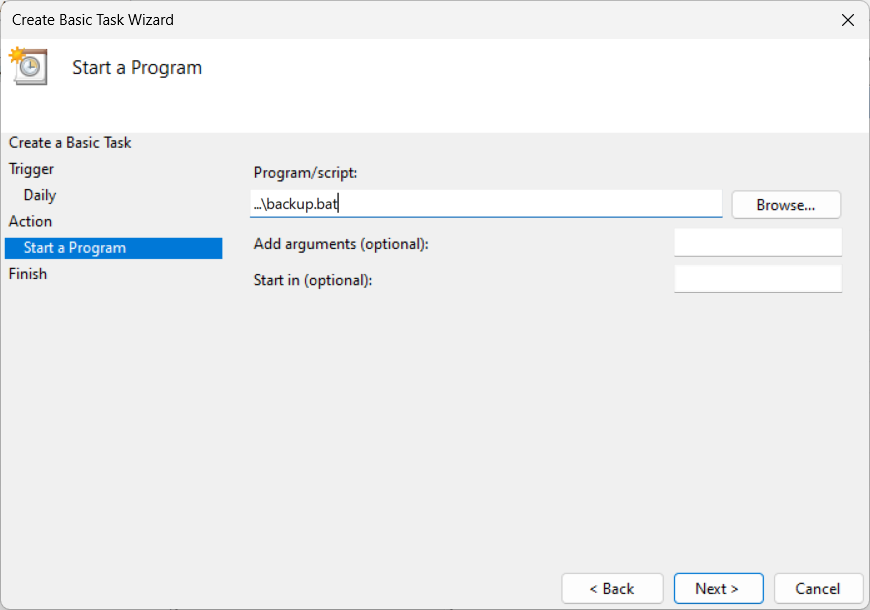 Create Basic Task Wizard
Start a Program
Create a Basic Task
Trigger
Daily
Action
Start a Program
Finish
Program/script:
...\backup.bat
Browse...
Add arguments (optional):
Start in (optional):
< Back
Next >
Cancel